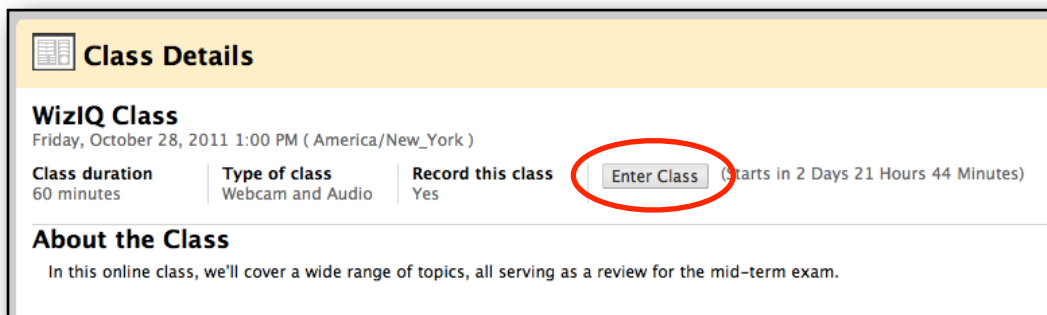 Class Details
WizIQ Class
Friday, October 28, 2011 1:00 PM ( America/New_York )
Class duration Type of class Record this class Enter Class (Starts in 2 Days 21 Hours 44 Minutes)
60 minutes Webcam and Audio Yes
About the Class
In this online class, we'll cover a wide range of topics, all serving as a review for the mid-term exam.